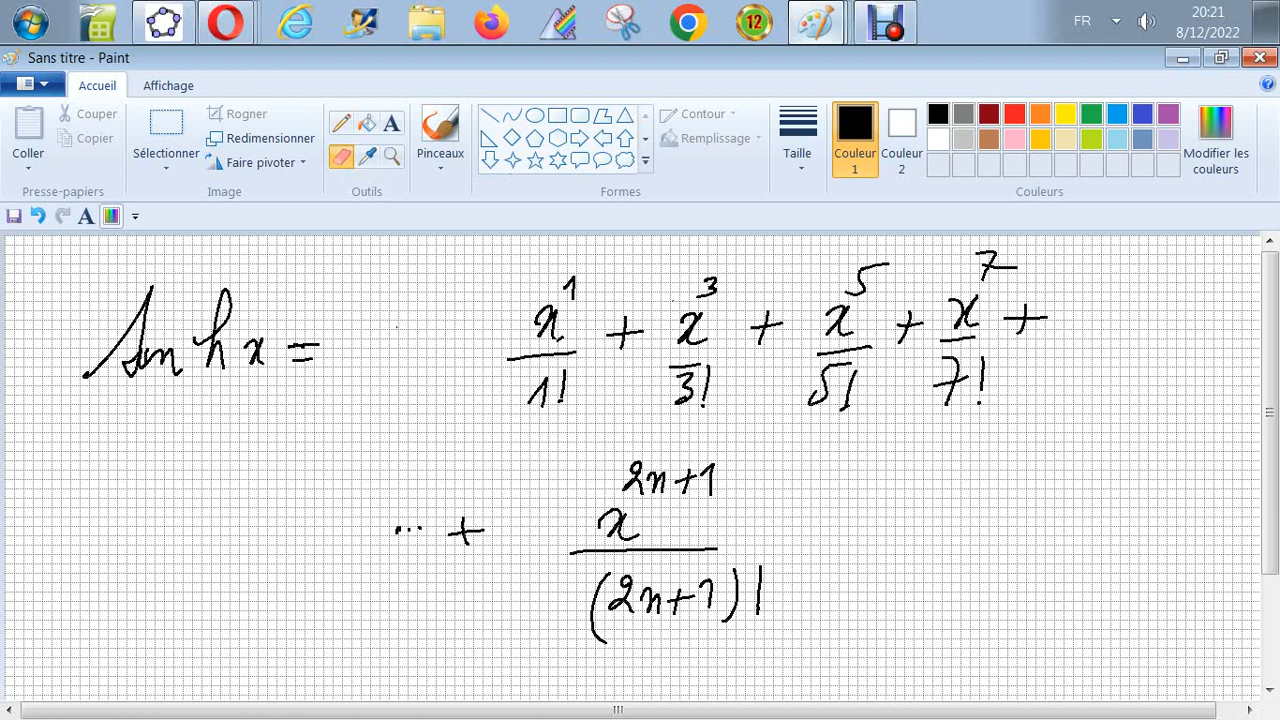 12
FR
20:21
8/12/2022
Sans titre - Paint
Accueil Affichage
Coller
Couper
Copier
Presse-papiers
Sélectionner
Rogner
Redimensionner
Faire pivoter
Image
A
Outils
Pinceaux
Contour
Remplissage
Formes
Taille
Couleur 1
Couleur 2
Modifier les couleurs
Couleurs
A
sinh x = x^1/1! + x^3/3! + x^5/5! + x^7/7! +
... + x^(2n+1)/(2n+1)!